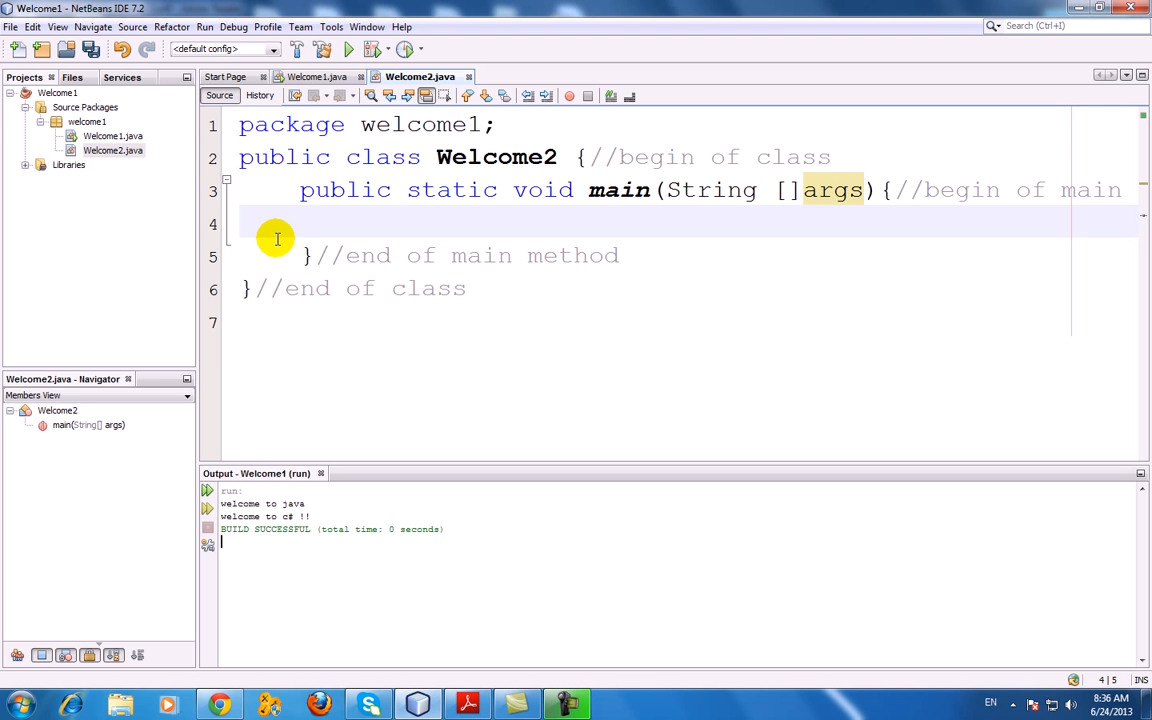 Welcome1 - NetBeans IDE 7.2
File Edit View Navigate Source Refactor Run Debug Profile Team Tools Window Help
Search (Ctrl+I)
<default config>
Projects Files Services
Start Page Welcome1.java Welcome2.java
Source History
Welcome1
Source Packages
welcome1
Welcome1.java
Welcome2.java
Libraries
1 package welcome1;
2 public class Welcome2 {//begin of class
3 public static void main(String []args){//begin of main
4
5 }//end of main method
6 }//end of class
7
Welcome2.java - Navigator
Members View
Welcome2
main(String[] args)
Output - Welcome1 (run)
run:
welcome to java
welcome to c# !!
BUILD SUCCESSFUL (total time: 0 seconds)
4|5 INS
EN
8:36 AM
6/24/2013